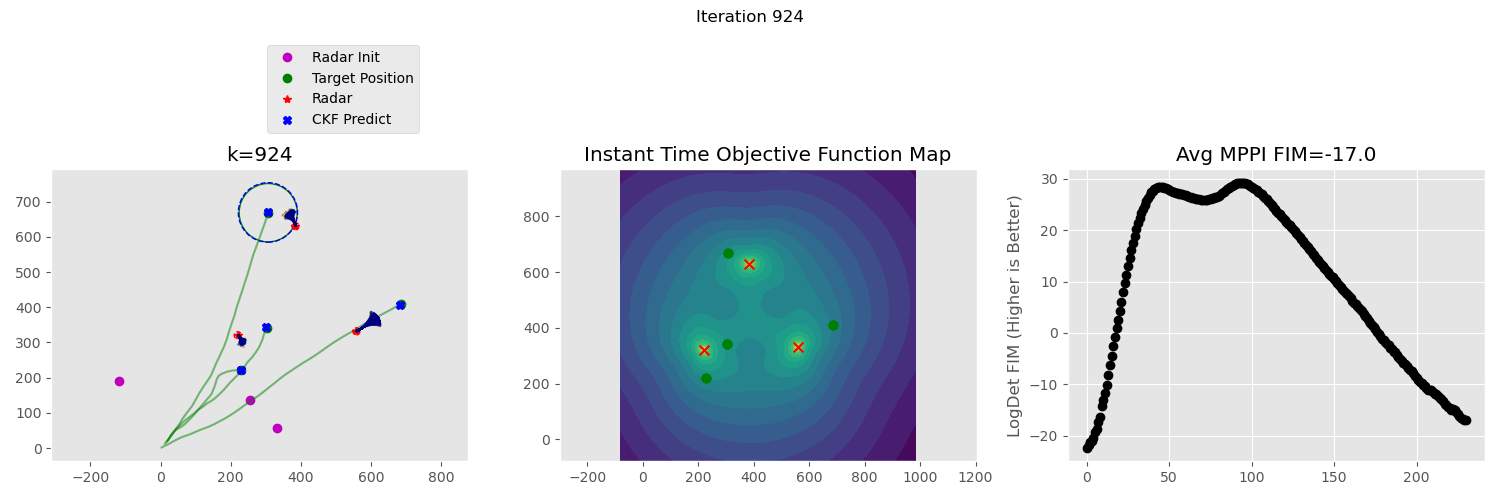 Iteration 924
Radar Init
Target Position
Radar
CKF Predict
k=924
700
600
500
400
300
200
100
0
−200 0 200 400 600 800
Instant Time Objective Function Map
800
600
400
200
0
−200 0 200 400 600 800 1000 1200
Avg MPPI FIM=-17.0
LogDet FIM (Higher is Better)
30
20
10
0
−10
−20
0 50 100 150 200